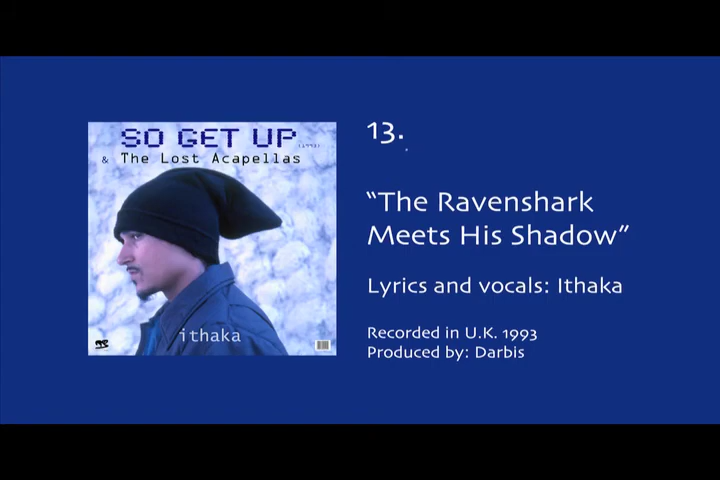 SO GET UP (1993)
& The Lost Acapellas
ithaka
13.
“The Ravenshark
Meets His Shadow”
Lyrics and vocals: Ithaka
Recorded in U.K. 1993
Produced by: Darbis